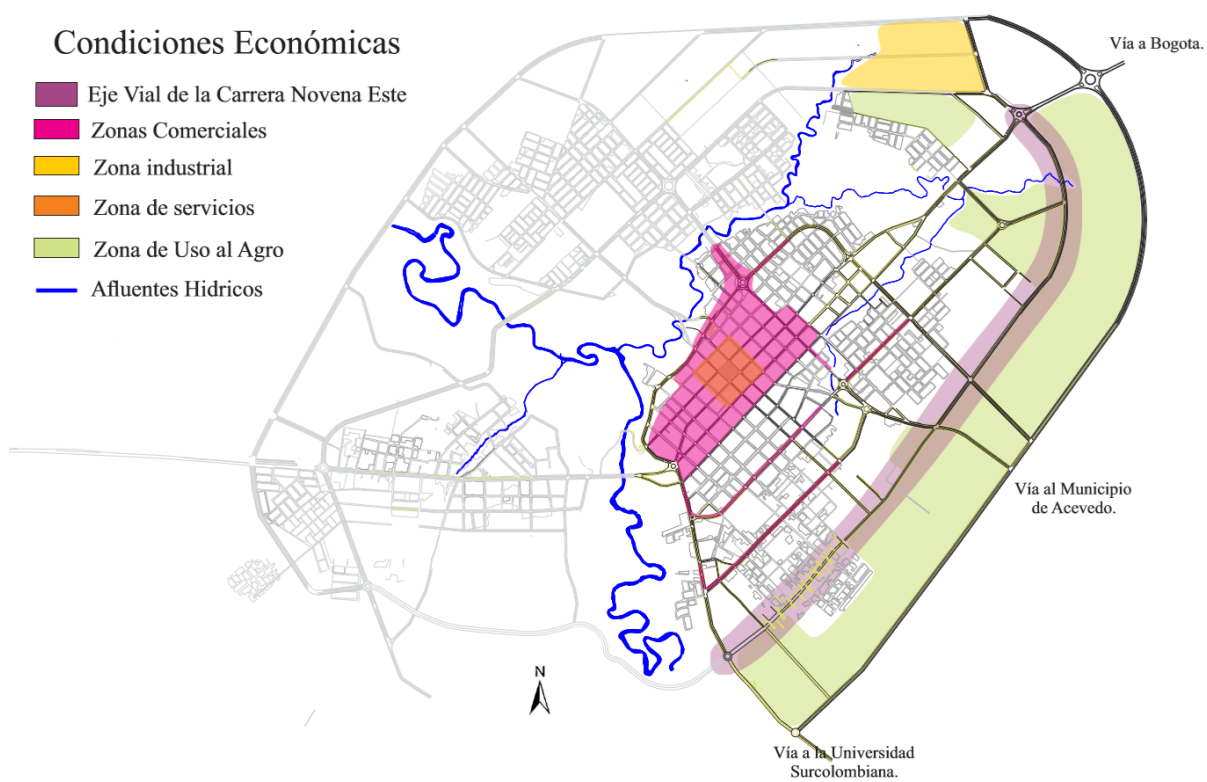 Condiciones Económicas
Eje Vial de la Carrera Novena Este
Zonas Comerciales
Zona industrial
Zona de servicios
Zona de Uso al Agro
Afluentes Hidricos
Vía a Bogota.
Vía al Municipio
de Acevedo.
N
Vía a la Universidad
Surcolombiana.